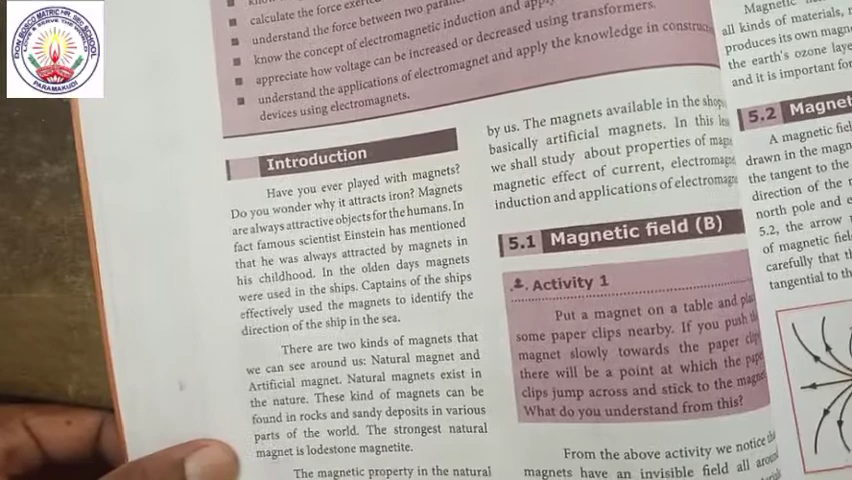 DON BOSCO MATRIC HR. SEC SCHOOL
LOVE & SERVE THE WORLD
PARAMAKUDI
calculate the force
understand the force between two
know the concept of electromagnetic induction and
appreciate how voltage can be increased or decreased using transformers.
understand the applications of electromagnet and apply the knowledge in
devices using electromagnets.
Introduction
Have you ever played with magnets?
Do you wonder why it attracts iron? Magnets
are always attractive objects for the humans. In
fact famous scientist Einstein has mentioned
that he was always attracted by magnets in
his childhood. In the olden days magnets
were used in the ships. Captains of the ships
effectively used the magnets to identify the
direction of the ship in the sea.
There are two kinds of magnets that
we can see around us: Natural magnet and
Artificial magnet. Natural magnets exist in
the nature. These kind of magnets can be
found in rocks and sandy deposits in various
parts of the world. The strongest natural
magnet is lodestone magnetite.
The magnetic property in the natural
by us. The magnets available in the
basically artificial magnets. In this
we shall study about properties of
magnetic effect of current,
induction and applications of
5.1 Magnetic field (B)
Activity 1
Put a magnet on a table and
some paper clips nearby. If you push
magnet slowly towards the paper
there will be a point at which the
clips jump across and stick to the
What do you understand from this?
From the above activity we notice
magnets have an invisible field all
Magnetic
all kinds of materials,
produces its own
the earth's ozone
and it is important
5.2
A magnetic
drawn in the
the tangent to the
direction of the
north pole and
5.2, the arrow
of magnetic
carefully that
tangential to